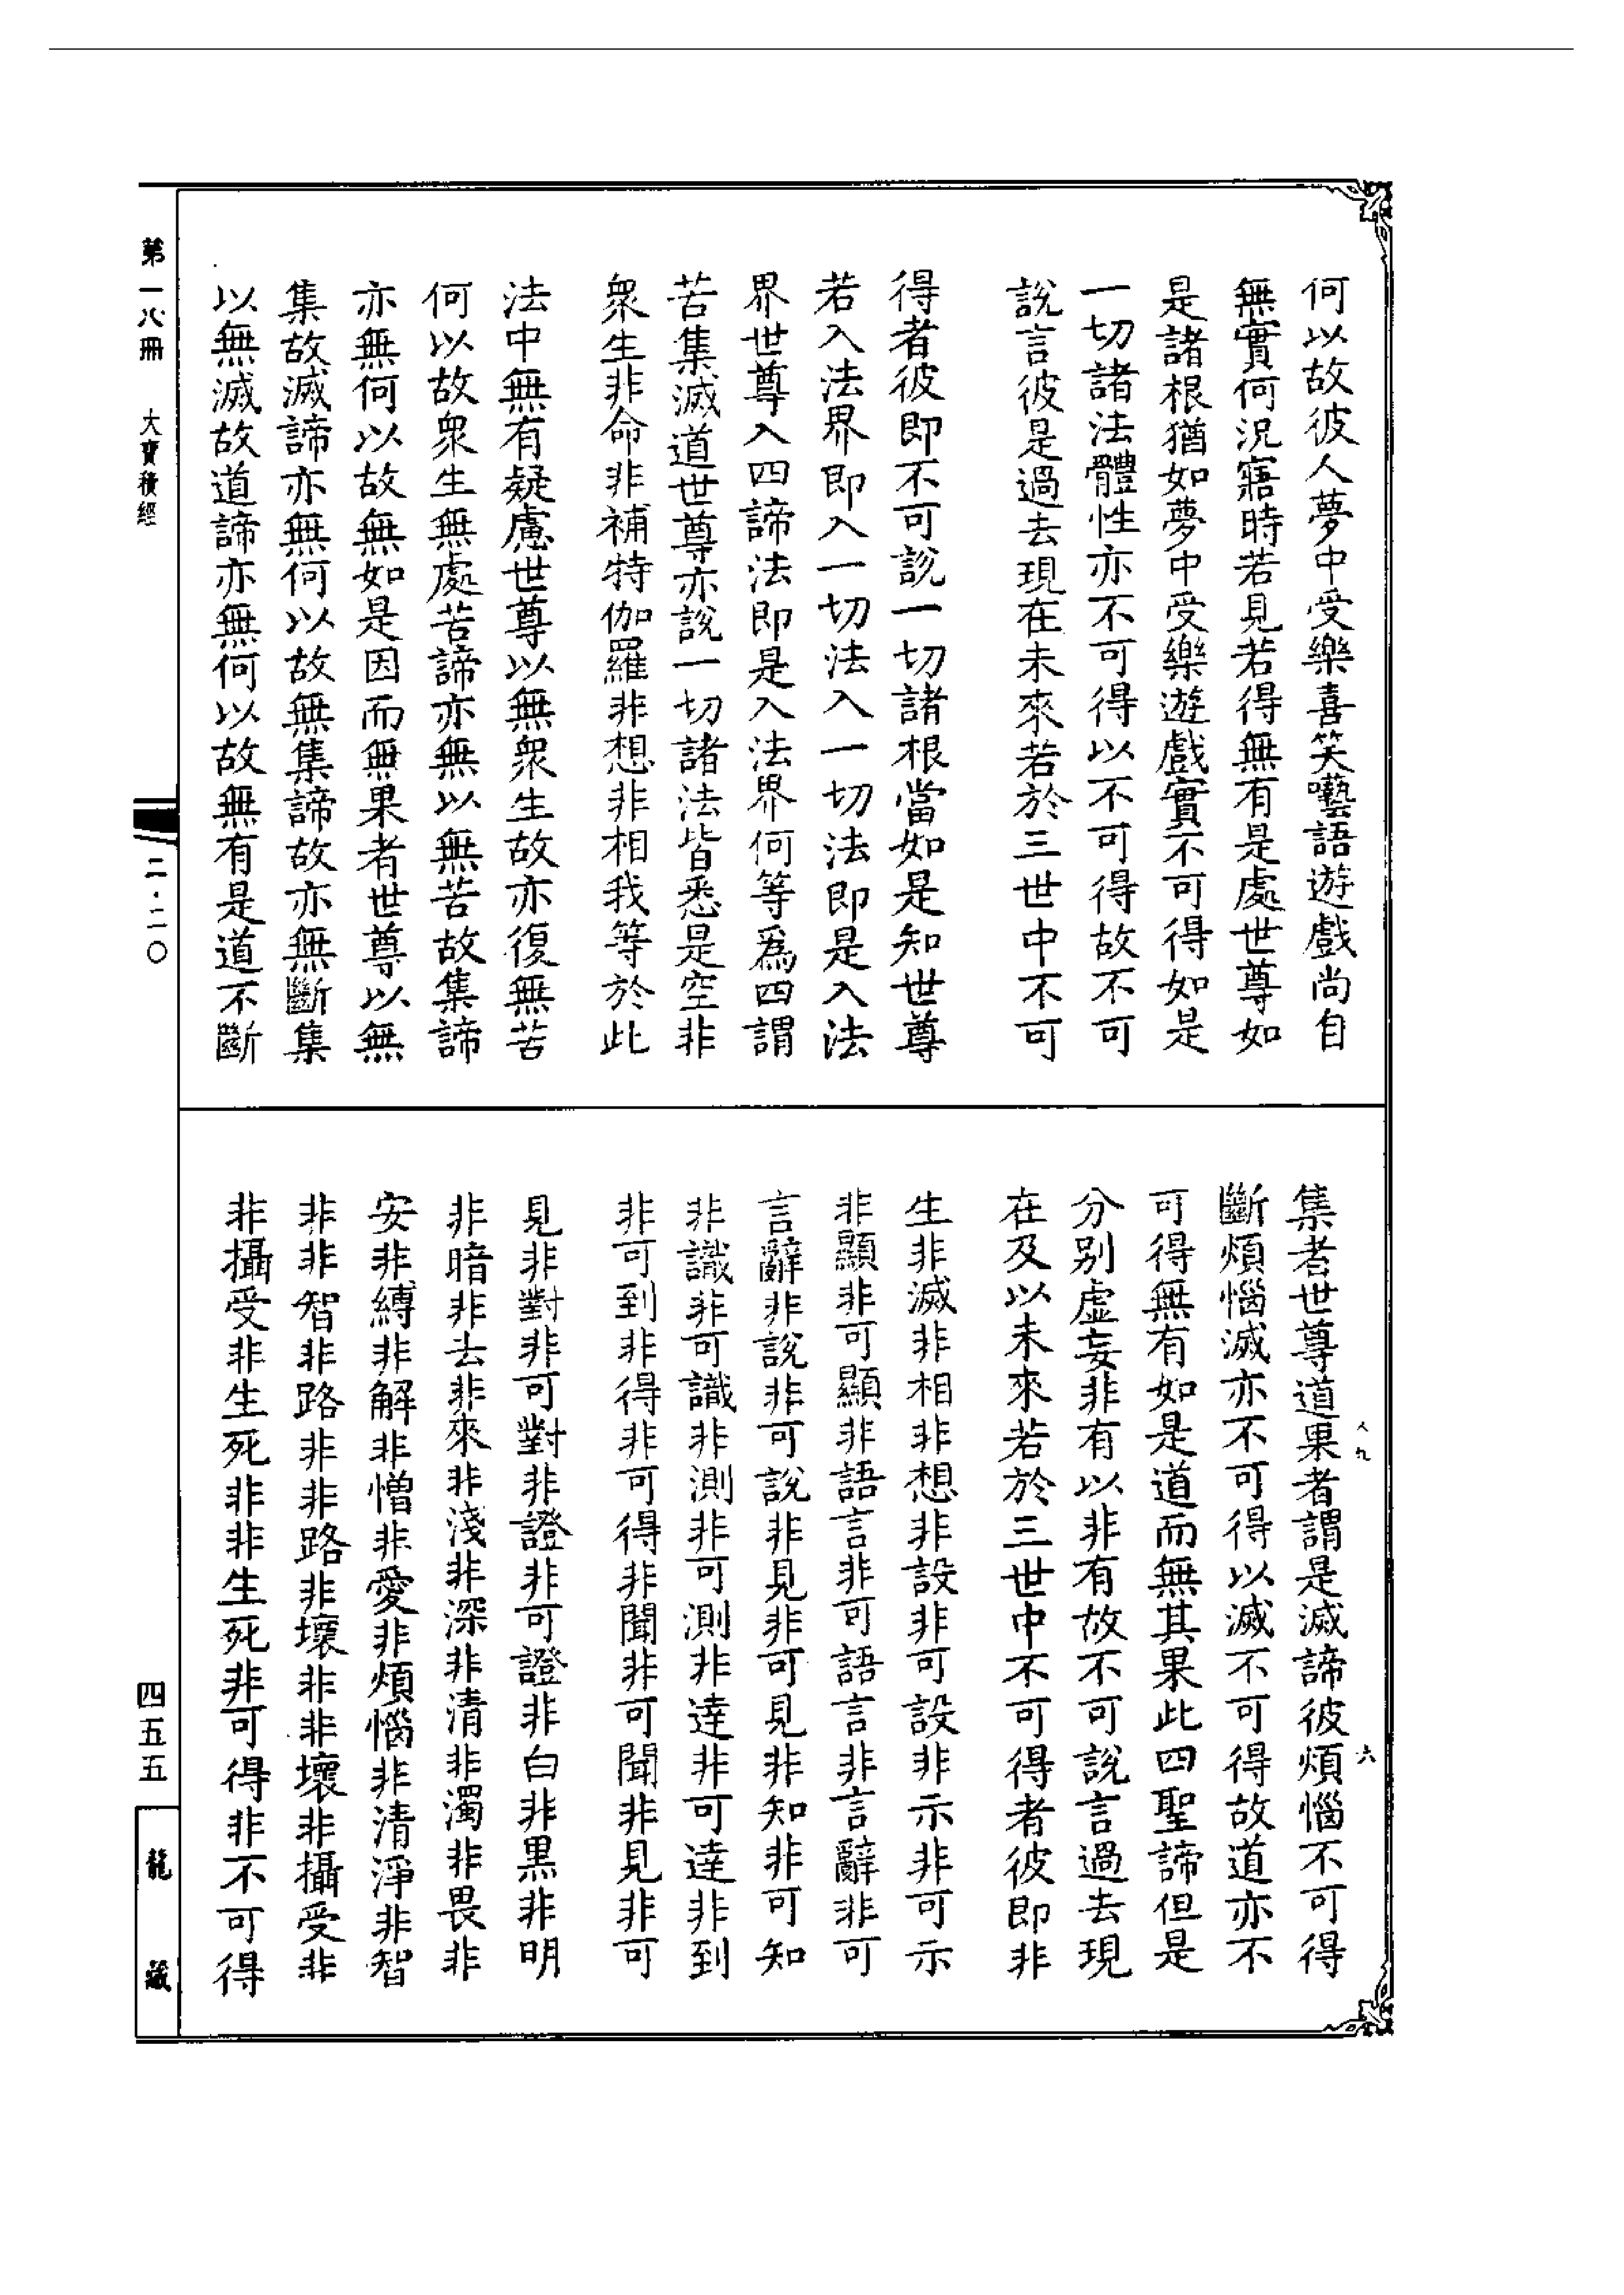 何以故彼人夢中受樂喜笑囈語遊戲尚自
無實何況寤時若見若得無有是處世尊如
是諸根猶如夢中受樂遊戲實不可得如是
一切諸法體性亦不可得以不可得故不可
說言彼是過去現在未來若於三世中不可
得者彼即不可說一切諸根當如是知世尊
若入法界即入一切法入一切法即是入法
界世尊入四諦法即是入法界何等爲四謂
苦集滅道世尊亦說一切諸法皆悉是空非
衆生非命非補特伽羅非想非相我等於此
法中無有疑慮世尊以無衆生故亦復無苦
何以故衆生無處苦諦亦無以無苦故集諦
亦無何以故無如是因而無果者世尊以無
集故滅諦亦無何以故無集諦故亦無斷集
以無滅故道諦亦無何以故無有是道不斷
集者世尊道果者謂是滅諦彼煩惱不可得
斷煩惱滅亦不可得以滅不可得故道亦不
可得無有如是道而無其果此四聖諦但是
分別虛妄非有以非有故不可說言過去現
在及以未來若於三世中不可得者彼即非
生非滅非相非想非設非可設非示非可示
非顯非可顯非語言非可語言非言辭非可
言辭非說非可說非見非可見非知非可知
非識非可識非測非可測非達非可達非到
非可到非得非可得非聞非可聞非見非可
見非對非可對非證非可證非白非黑非明
非暗非去非來非淺非深非清非濁非畏非
安非縛非解非憎非愛非煩惱非清淨非智
非非智非路非非路非壞非非壞非攝受非
非攝受非生死非非生死非可得非不可得
第一八冊 大寶積經
二·二〇
四五五
龍藏
六